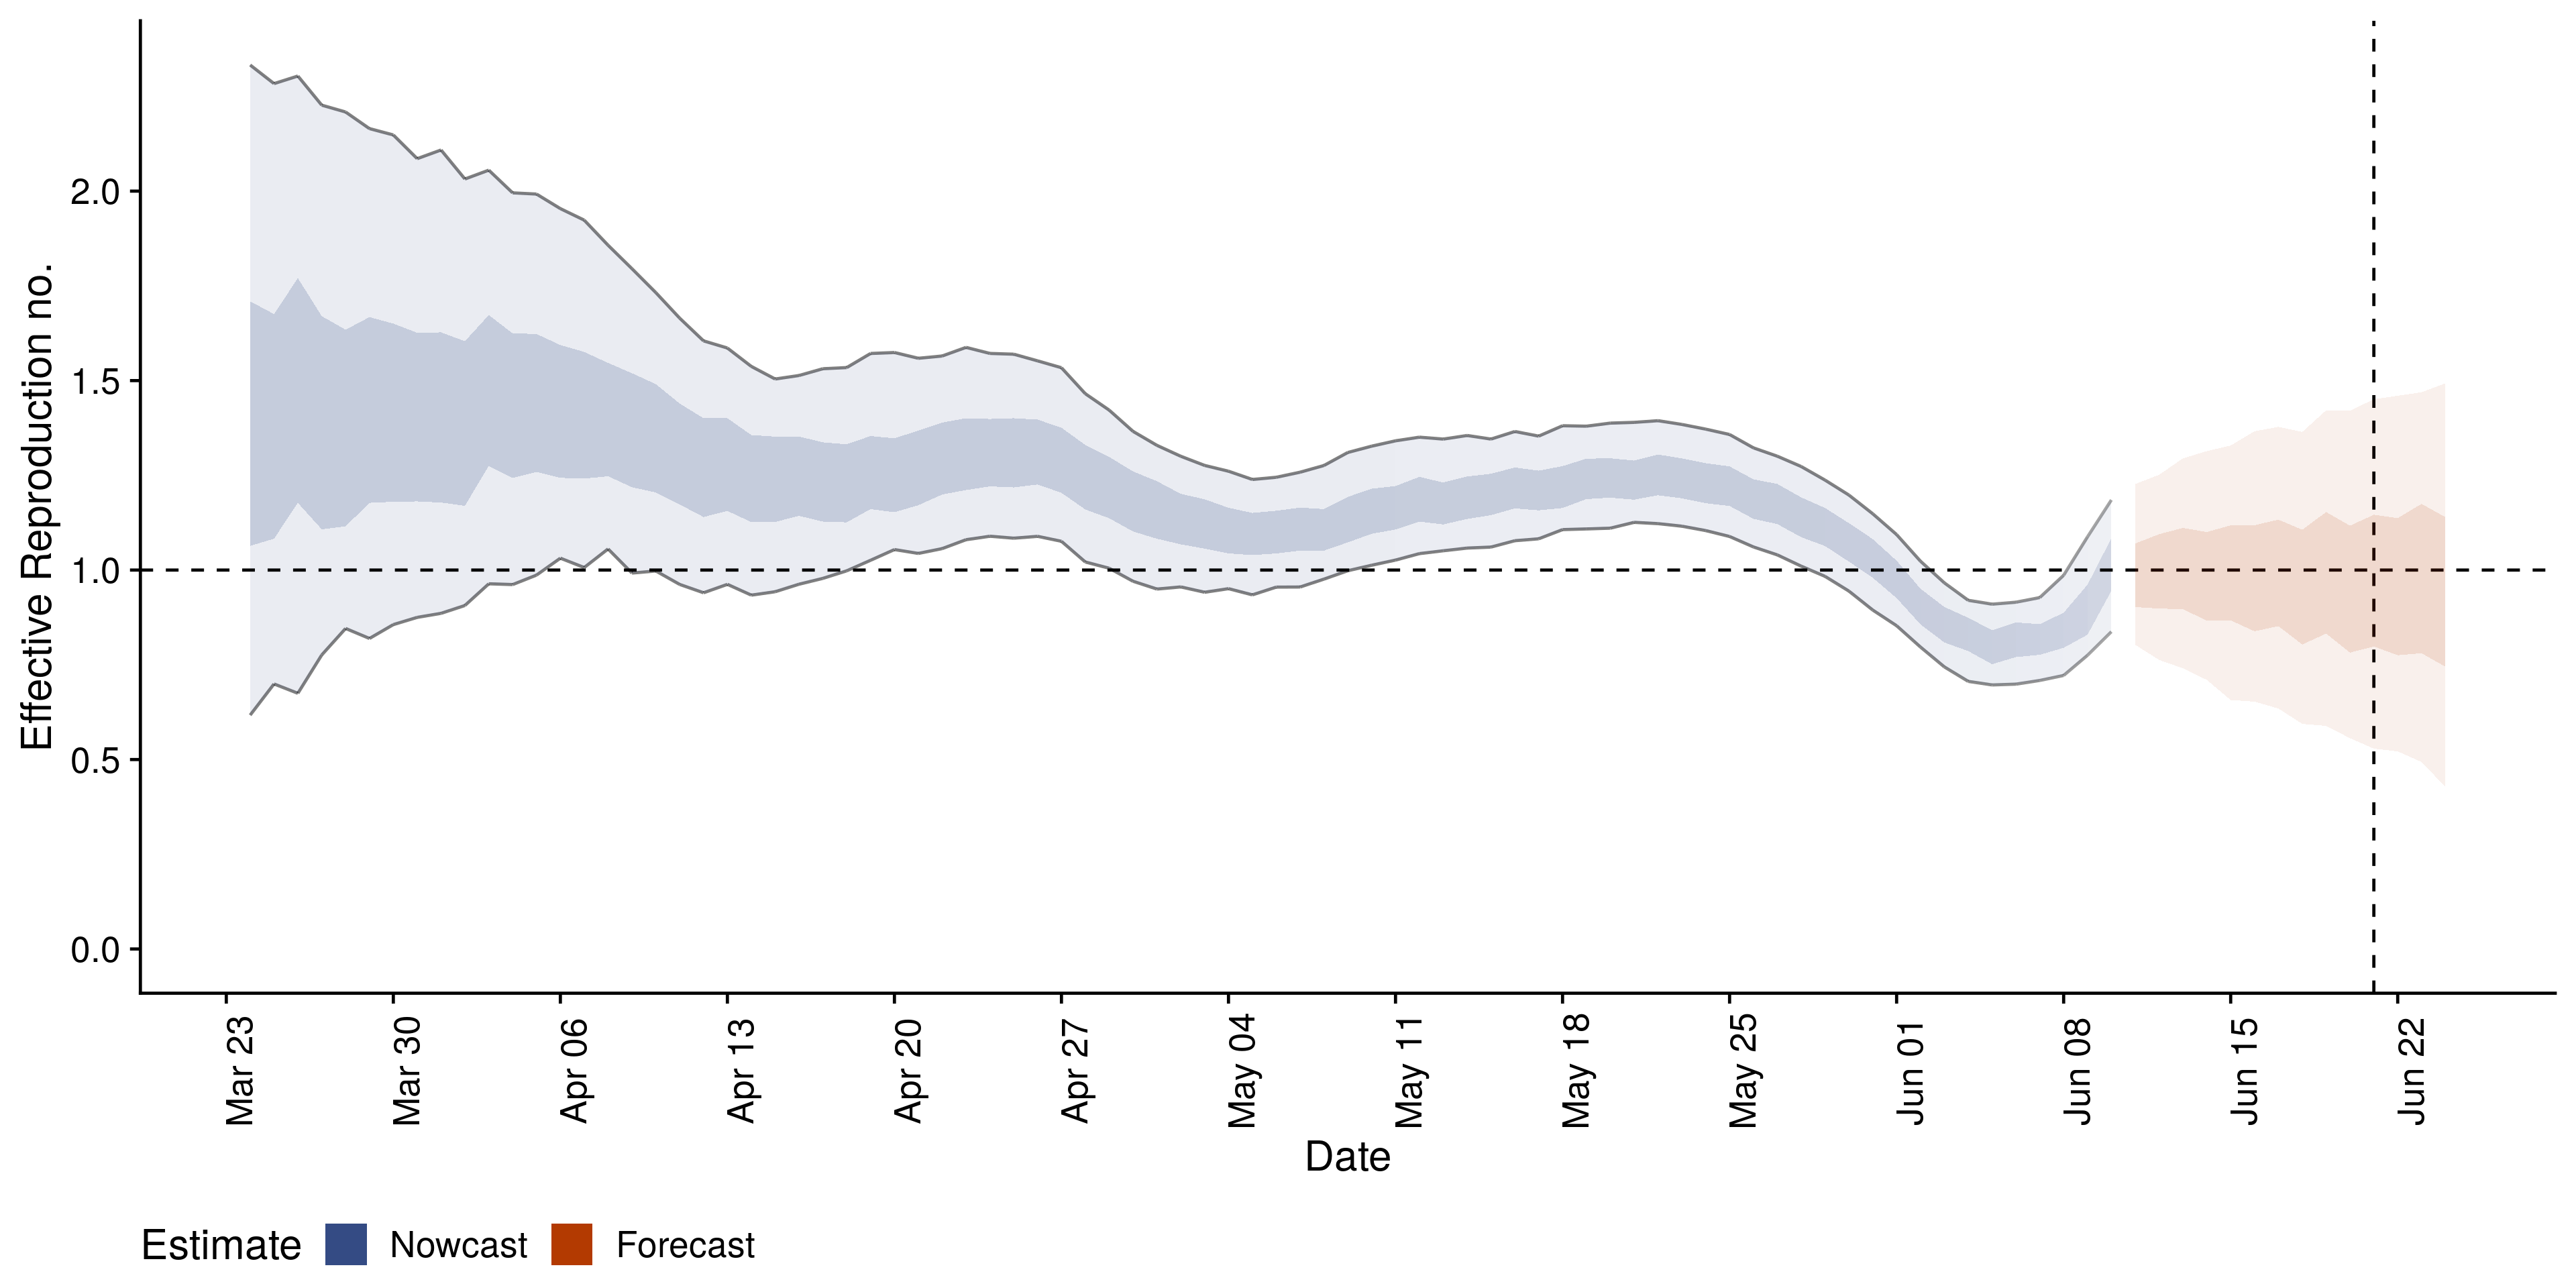 Effective Reproduction no.
2.0
1.5
1.0
0.5
0.0
Mar 23
Mar 30
Apr 06
Apr 13
Apr 20
Apr 27
May 04
May 11
May 18
May 25
Jun 01
Jun 08
Jun 15
Jun 22
Date
Estimate Nowcast Forecast